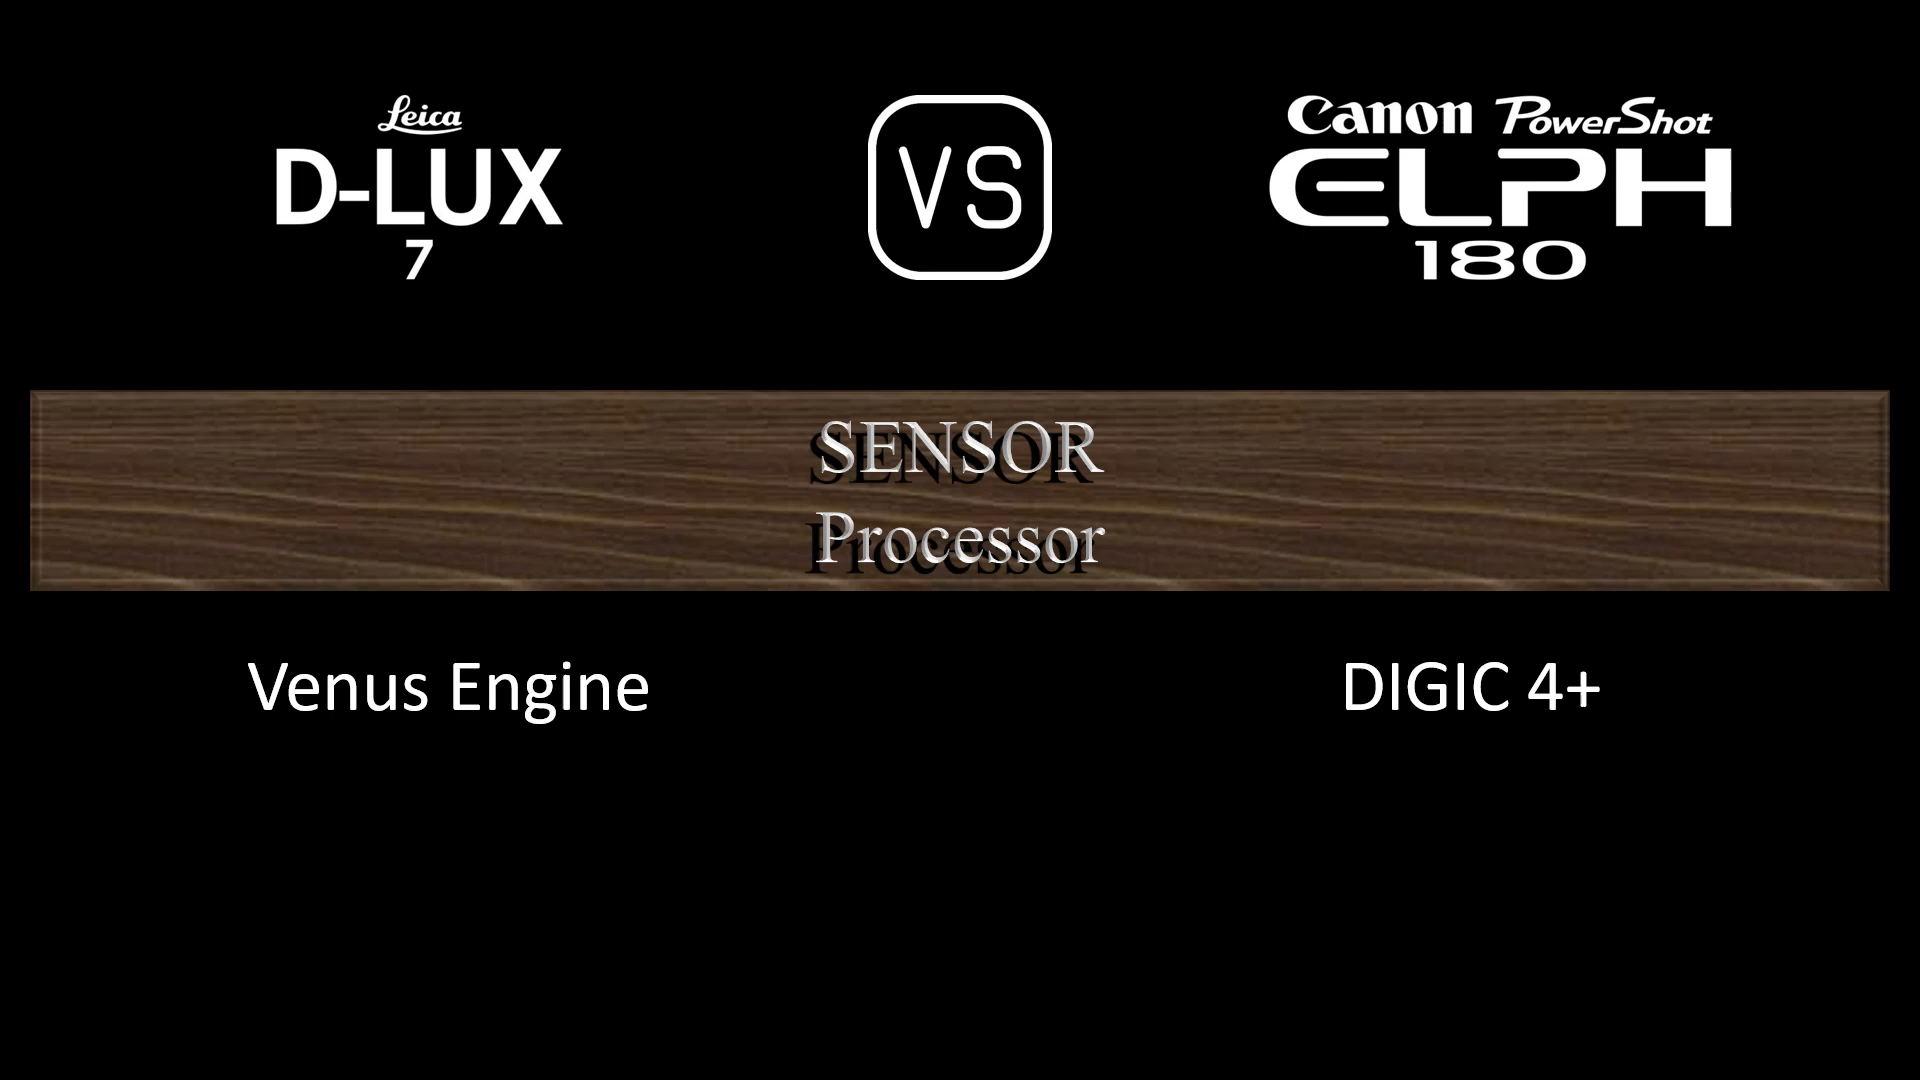 Leica
D-LUX
7
VS
Canon PowerShot
ELPH
180
SENSOR
Processor
Venus Engine
DIGIC 4+